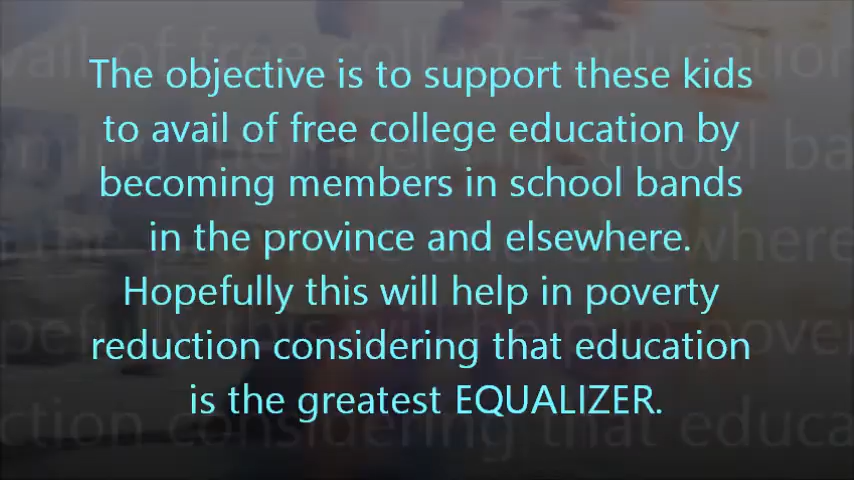 The objective is to support these kids
to avail of free college education by
becoming members in school bands
in the province and elsewhere.
Hopefully this will help in poverty
reduction considering that education
is the greatest EQUALIZER.